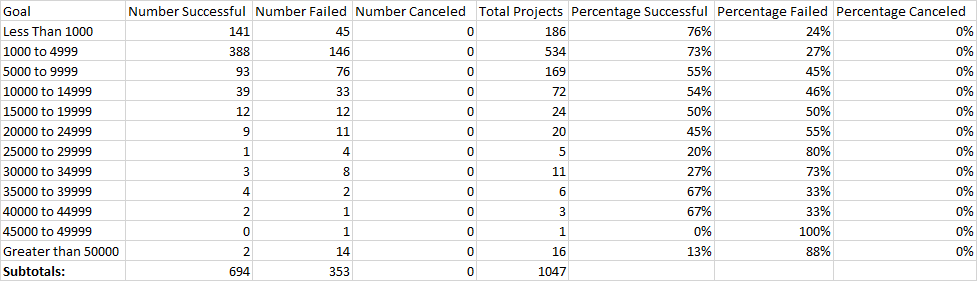 Goal Number Successful Number Failed Number Canceled Total Projects Percentage Successful Percentage Failed Percentage Canceled
Less Than 1000 141 45 0 186 76% 24% 0%
1000 to 4999 388 146 0 534 73% 27% 0%
5000 to 9999 93 76 0 169 55% 45% 0%
10000 to 14999 39 33 0 72 54% 46% 0%
15000 to 19999 12 12 0 24 50% 50% 0%
20000 to 24999 9 11 0 20 45% 55% 0%
25000 to 29999 1 4 0 5 20% 80% 0%
30000 to 34999 3 8 0 11 27% 73% 0%
35000 to 39999 4 2 0 6 67% 33% 0%
40000 to 44999 2 1 0 3 67% 33% 0%
45000 to 49999 0 1 0 1 0% 100% 0%
Greater than 50000 2 14 0 16 13% 88% 0%
Subtotals: 694 353 0 1047